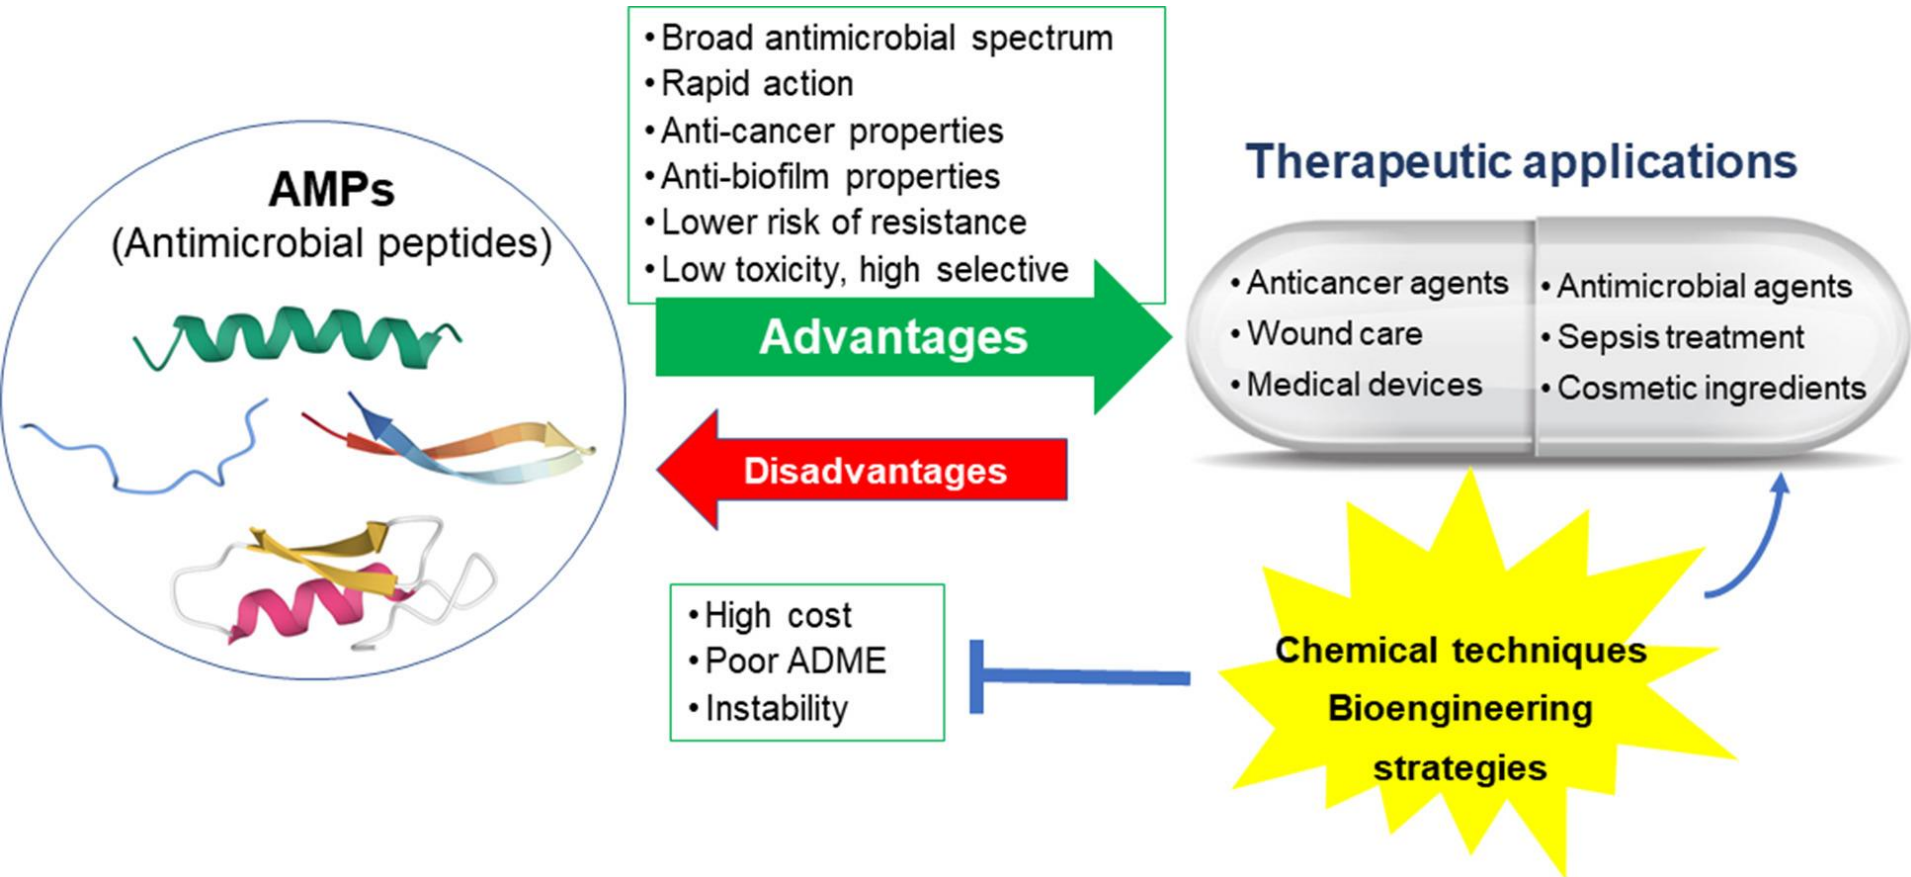 AMPs
(Antimicrobial peptides)
•Broad antimicrobial spectrum
•Rapid action
•Anti-cancer properties
•Anti-biofilm properties
•Lower risk of resistance
•Low toxicity, high selective
Advantages
Disadvantages
•High cost
•Poor ADME
•Instability
Therapeutic applications
•Anticancer agents
•Wound care
•Medical devices
•Antimicrobial agents
•Sepsis treatment
•Cosmetic ingredients
Chemical techniques
Bioengineering
strategies